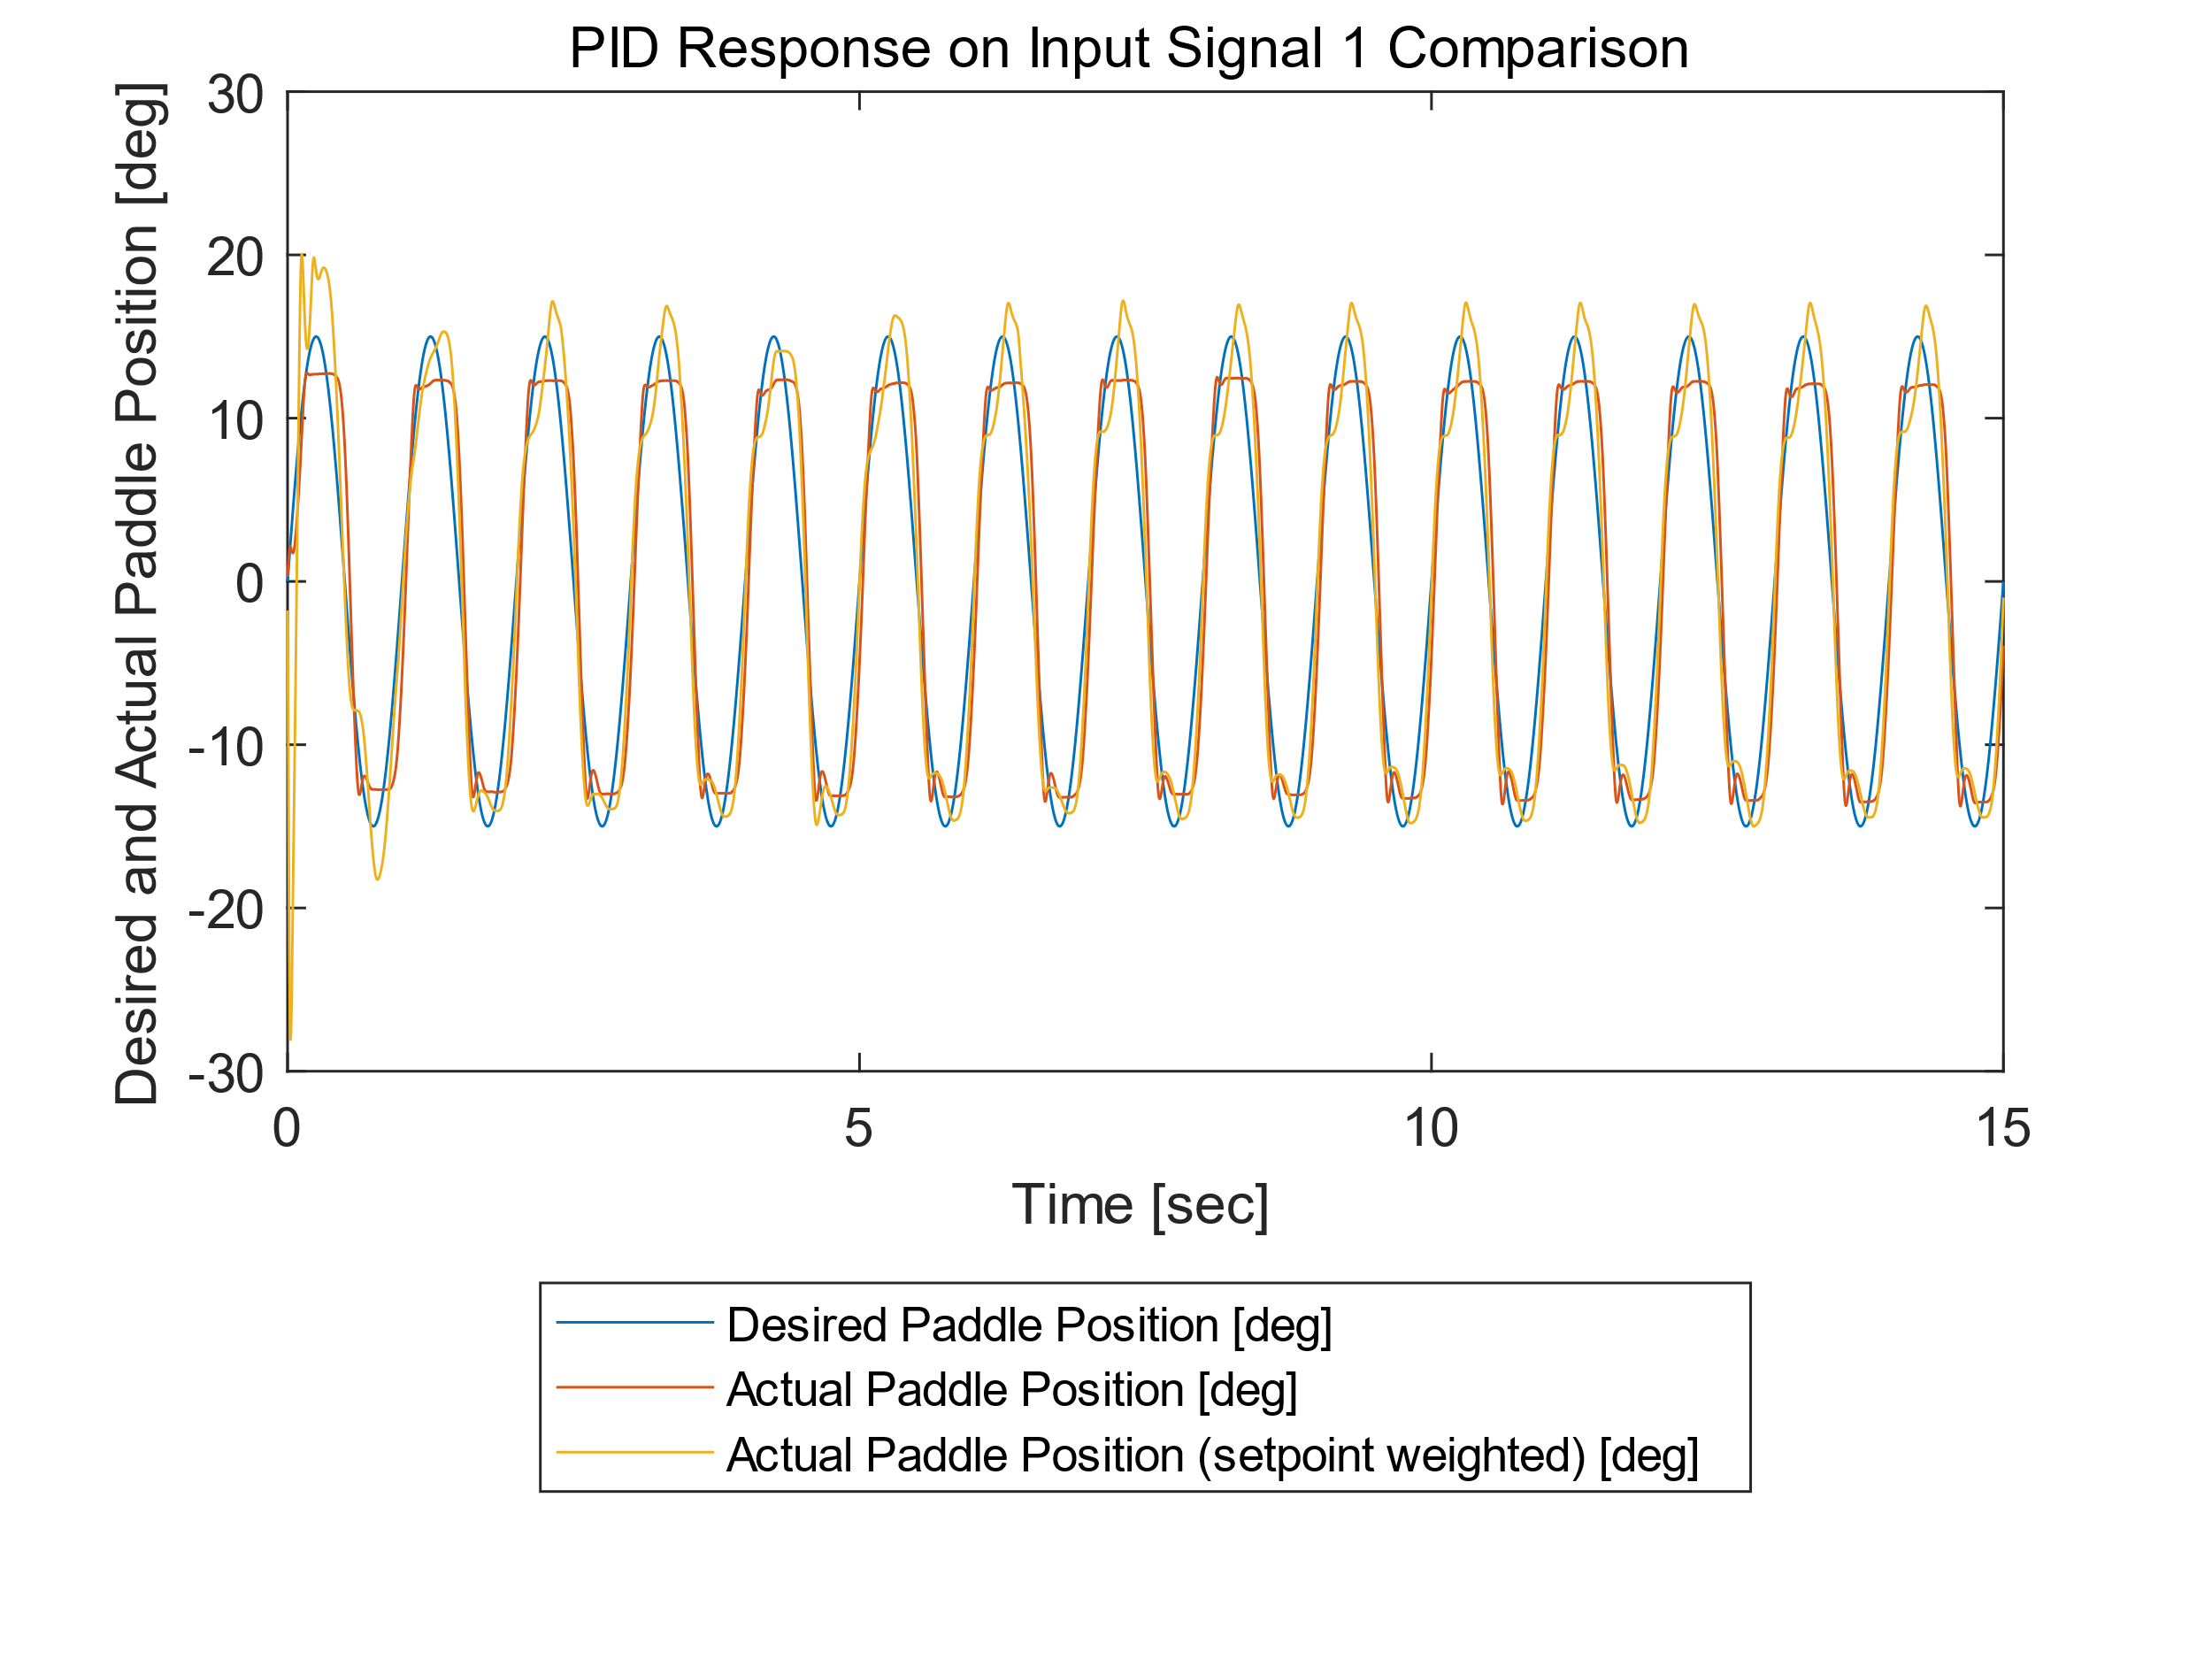 PID Response on Input Signal 1 Comparison
Desired and Actual Paddle Position [deg]
30
20
10
0
-10
-20
-30
0 5 10 15
Time [sec]
Desired Paddle Position [deg]
Actual Paddle Position [deg]
Actual Paddle Position (setpoint weighted) [deg]